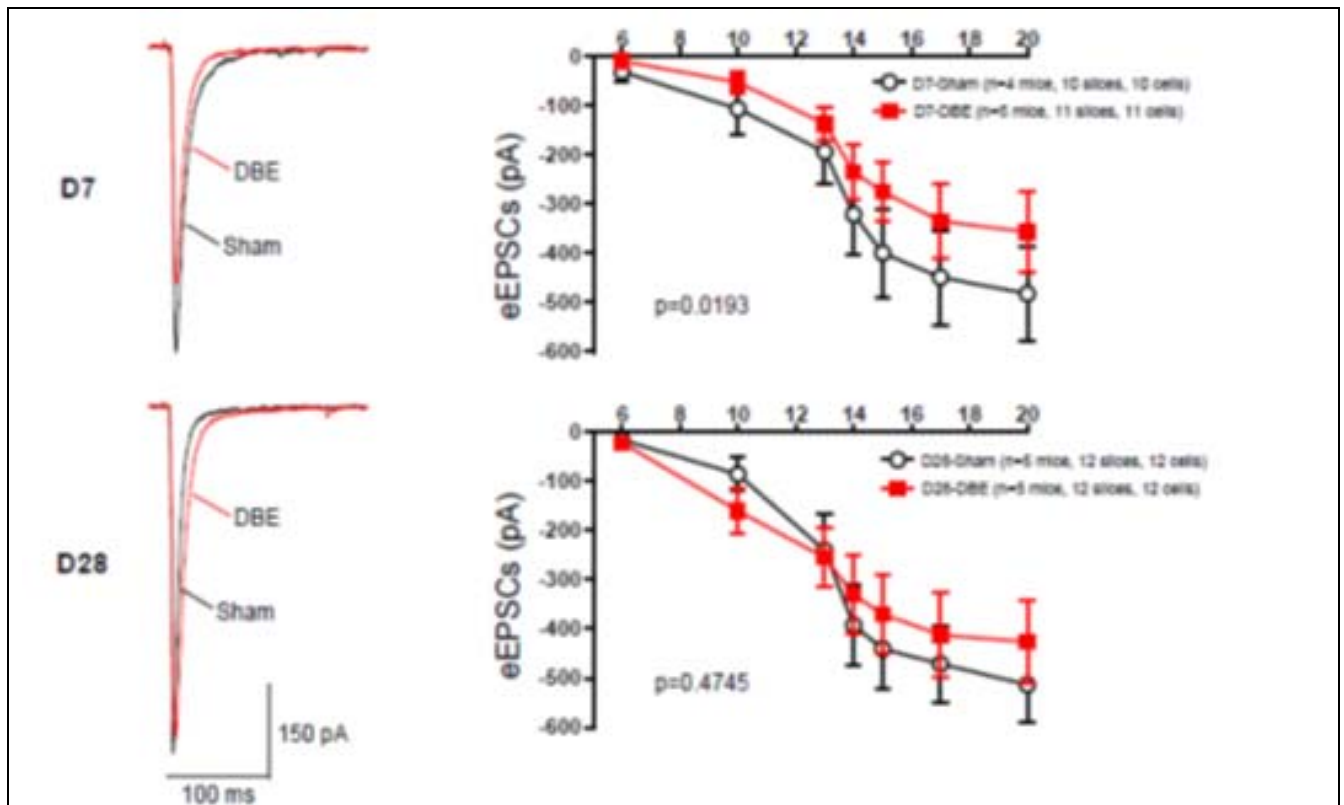 D7
DBE
Sham
6 8 10 12 14 16 18 20
0
-100
-200
-300
-400
-500
-600
eEPSCs (pA)
D7-Sham (n=4 mice, 10 slices, 10 cells)
D7-DBE (n=5 mice, 11 slices, 11 cells)
p=0.0193
D28
DBE
Sham
150 pA
100 ms
6 8 10 12 14 16 18 20
0
-100
-200
-300
-400
-500
-600
eEPSCs (pA)
D28-Sham (n=5 mice, 12 slices, 12 cells)
D28-DBE (n=5 mice, 12 slices, 12 cells)
p=0.4745